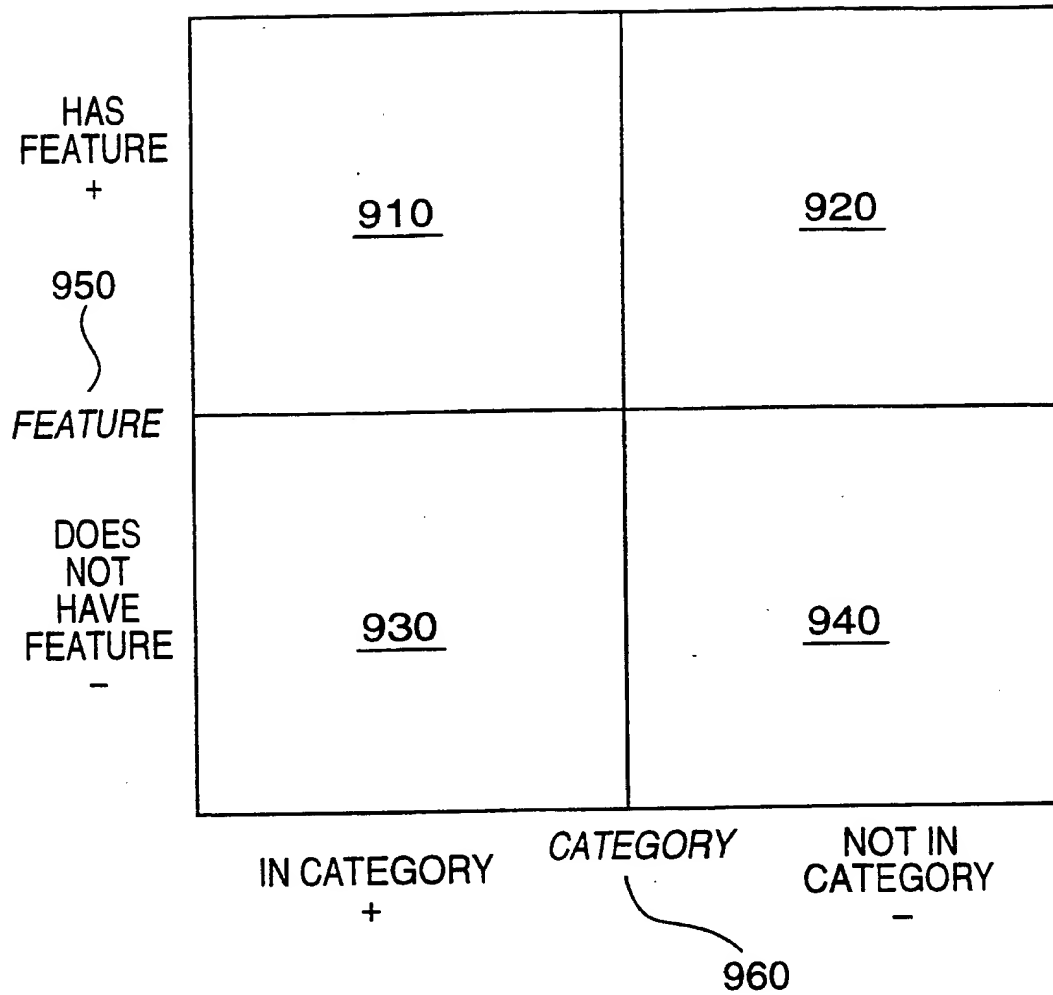 HAS
FEATURE
+
910
920
950
FEATURE
DOES
NOT
HAVE
FEATURE
–
930
940
IN CATEGORY
+
CATEGORY
NOT IN
CATEGORY
–
960